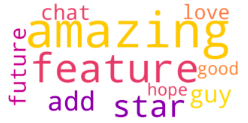 chat love
amazing
future
feature
good
hope
add star guy